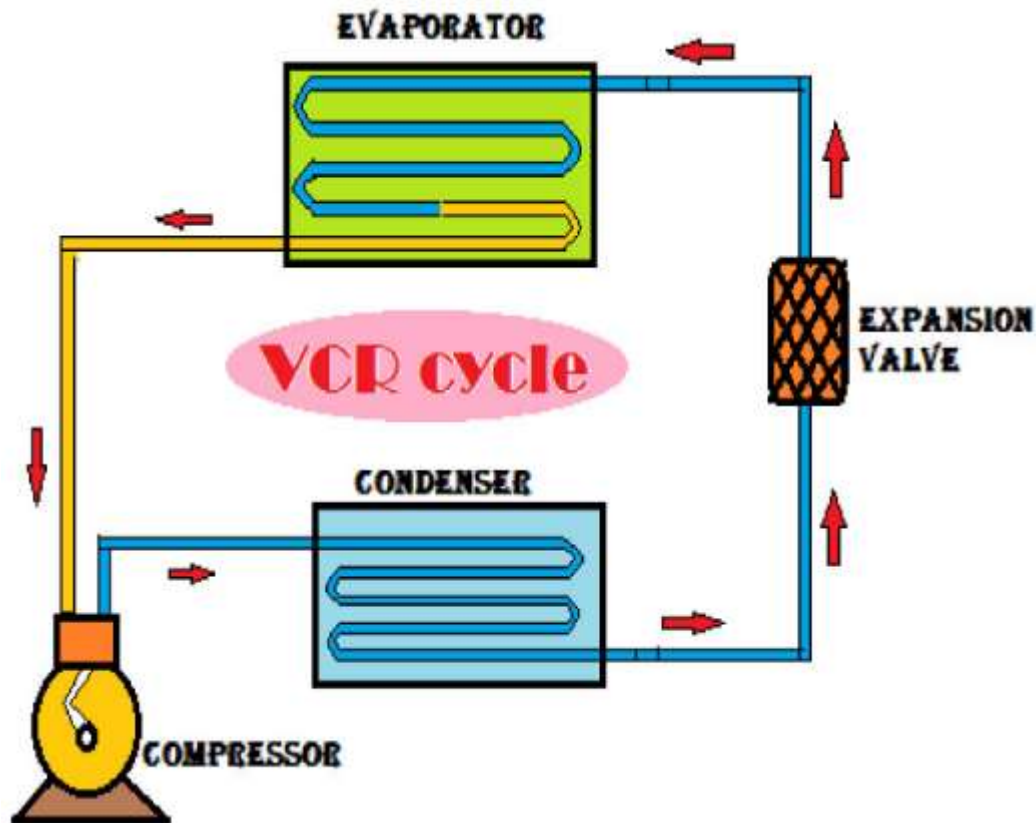 EVAPORATOR
EXPANSION
VALVE
VCR cycle
CONDENSER
COMPRESSOR